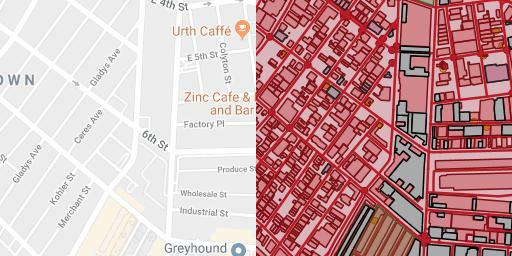 E 4th St
Urth Caffé
E 5th St
Colyton St
OWN
Gladys Ave
Zinc Cafe &
and Bar
Factory Pl
Ceres Ave
6th St
Gladys Ave
Produce S
Kohler St
Merchant St
Wholesale St
Industrial St
Greyhound